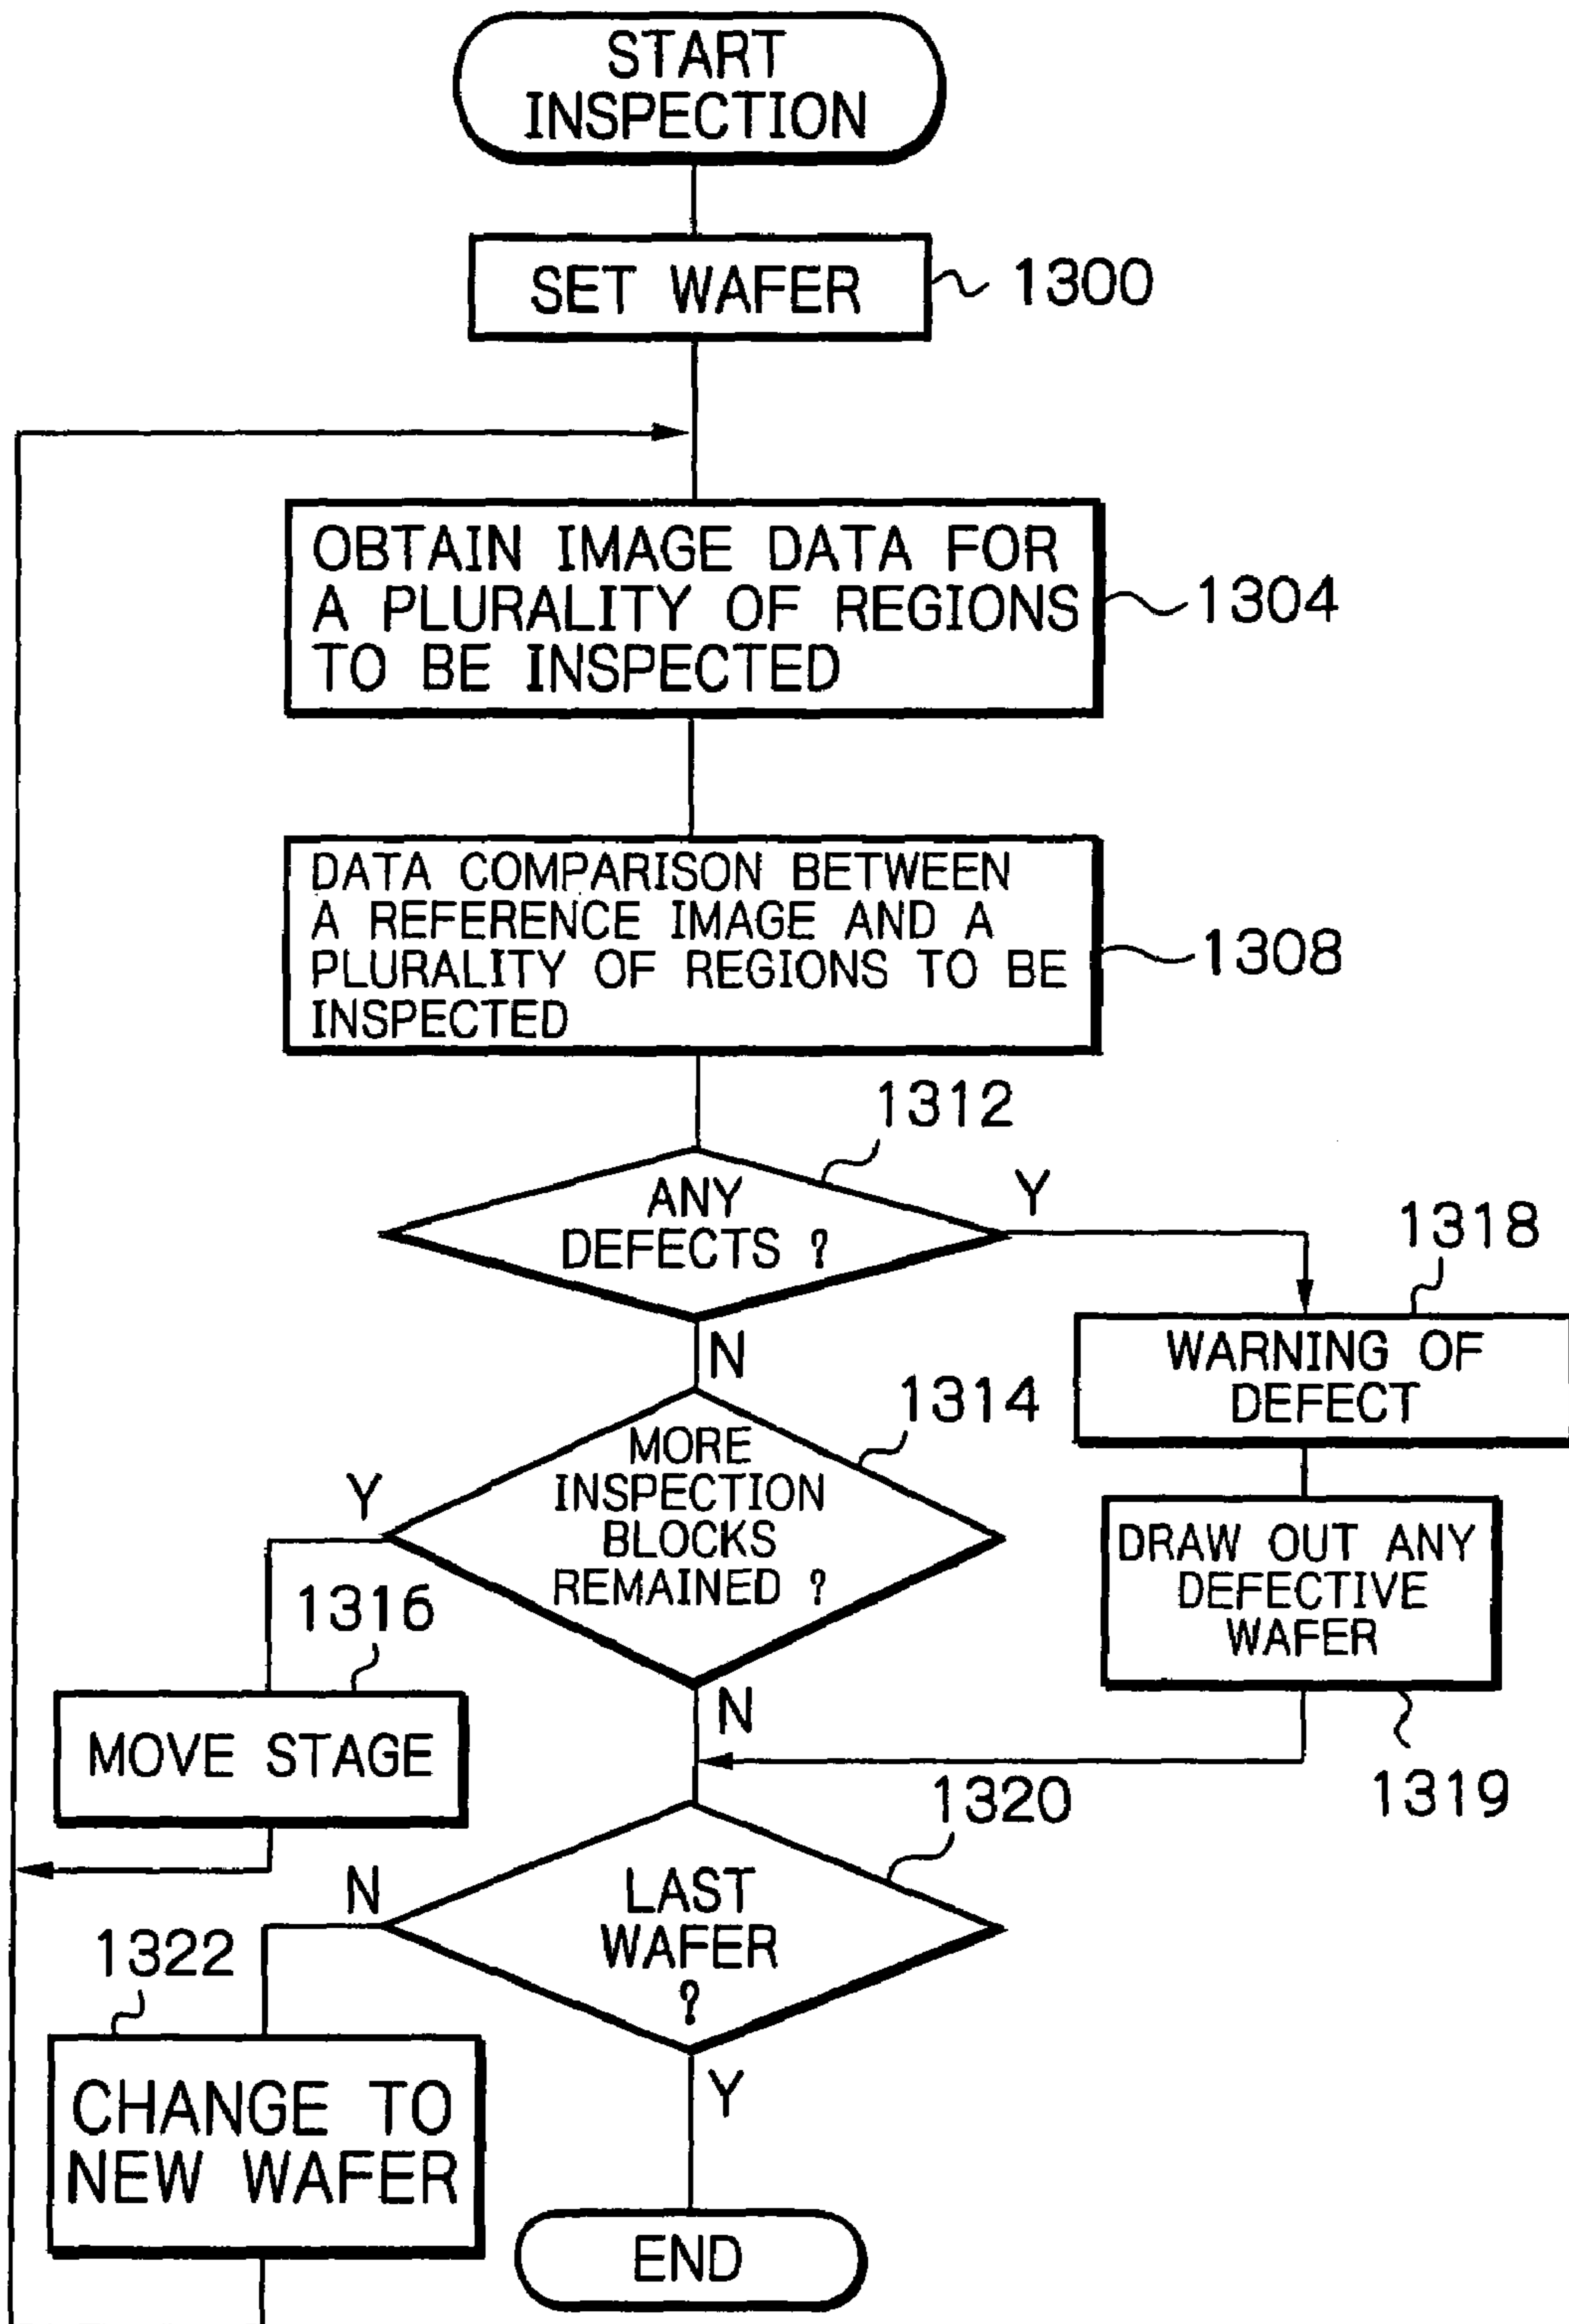 START
INSPECTION
SET WAFER
1300
OBTAIN IMAGE DATA FOR
A PLURALITY OF REGIONS
TO BE INSPECTED
1304
DATA COMPARISON BETWEEN
A REFERENCE IMAGE AND A
PLURALITY OF REGIONS TO BE
INSPECTED
1308
1312
ANY
DEFECTS ?
Y
N
1318
WARNING OF
DEFECT
1314
MORE
INSPECTION
BLOCKS
REMAINED ?
Y
N
DRAW OUT ANY
DEFECTIVE
WAFER
1319
1316
MOVE STAGE
1320
LAST
WAFER
?
N
Y
1322
CHANGE TO
NEW WAFER
END